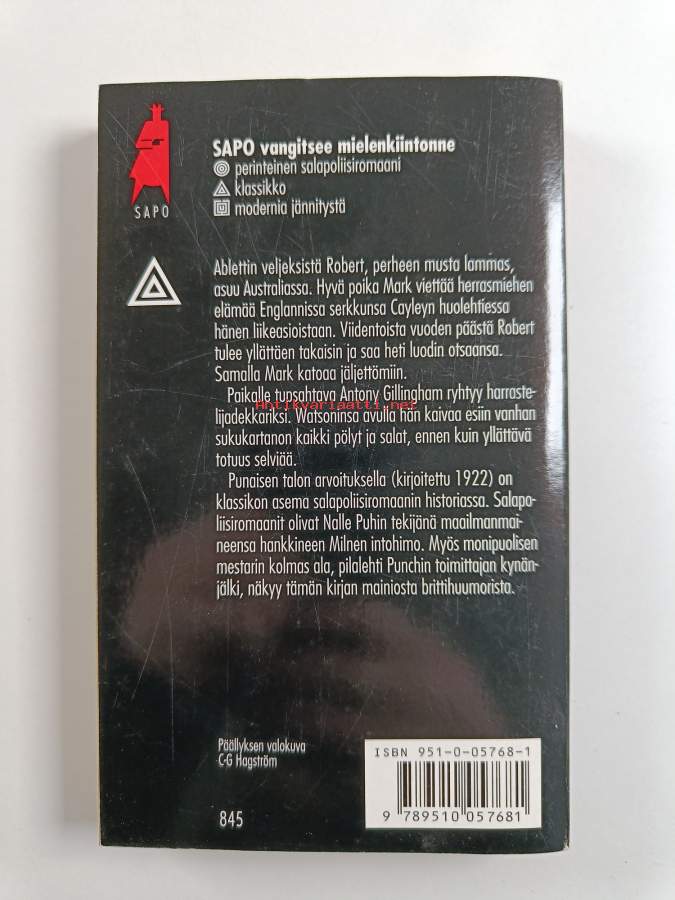 SAPO
SAPO vangitsee mielenkiintonne
perinteinen salapoliisiromaani
klassikko
modernia jännitystä
Ablettin veljeksistä Robert, perheen musta lammas,
asuu Australiassa. Hyvä poika Mark viettää herrasmiehen
elämää Englannissa serkkunsa Cayleyn huolehtiessa
hänen liikeasioistaan. Viidentoista vuoden päästä Robert
tulee yllättäen takaisin ja saa heti luodin otsaansa.
Samalla Mark katoaa jäljettömiin.
Paikalle tupsahtava Antony Gillingham ryhtyy harraste-
lijadekkariksi. Watsoninsa avulla hän kaivaa esiin vanhan
sukukartanon kaikki pölyt ja salat, ennen kuin yllättävä
totuus selviää.
Punaisen talon arvoituksella (kirjoitettu 1922) on
klassikon asema salapoliisiromaanin historiassa. Salapo-
liisiromaanit olivat Nalle Puhin tekijänä maailmanmai-
neensa hankkineen Milnen intohimo. Myös monipuolisen
mestarin kolmas ala, pilalehti Punchin toimittajan kynän-
jälki, näkyy tämän kirjan mainiosta brittihuumorista.
Antikvariaatti.net
Päällyksen valokuva
C-G Hagström
845
ISBN 951-0-05768-1
9 789510 057681